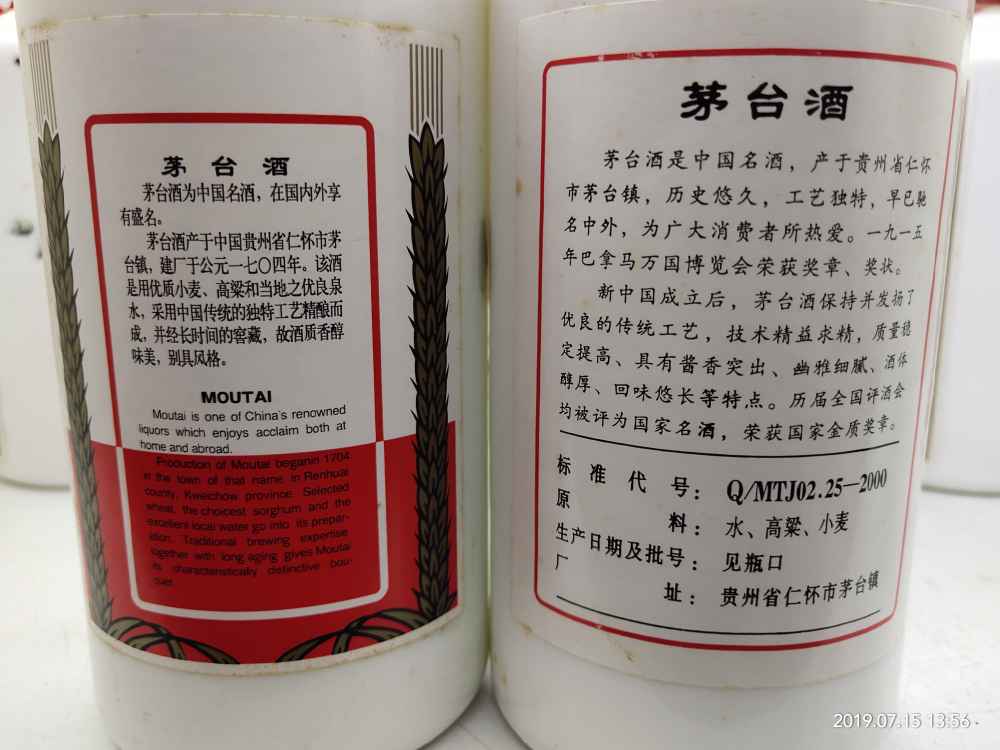 茅台酒
茅台酒为中国名酒，在国内外享
有盛名。
茅台酒产于中国贵州省仁怀市茅
台镇，建厂于公元一七〇四年。该酒
是用优质小麦、高粱和当地之优良泉
水，采用中国传统的独特工艺精酿而
成，并经长时间的窖藏，故酒质香醇
味美，别具风格。
MOUTAI
Moutai is one of China's renowned
liquors which enjoys acclaim both at
home and abroad.
Production of Moutai beganin 1704
in the town of that name in Renhuai
county, Kweichow province. Selected
wheat, the choicest sorghum and the
excellent local water go into its prepar-
ation. Traditional brewing expertise
together with long aging gives Moutai
its characteristically distinctive bou-
quet.
茅台酒
茅台酒是中国名酒，产于贵州省仁怀
市茅台镇，历史悠久，工艺独特，早已驰
名中外，为广大消费者所热爱。一九一五
年巴拿马万国博览会荣获奖章、奖状。
新中国成立后，茅台酒保持并发扬了
优良的传统工艺，技术精益求精，质量稳
定提高、具有酱香突出、幽雅细腻、酒体
醇厚、回味悠长等特点。历届全国评酒会
均被评为国家名酒，荣获国家金质奖章。
标准代号：Q/MTJ02.25—2000
原料：水、高粱、小麦
生产日期及批号：见瓶口
厂址：贵州省仁怀市茅台镇
2019.07.15 13:56